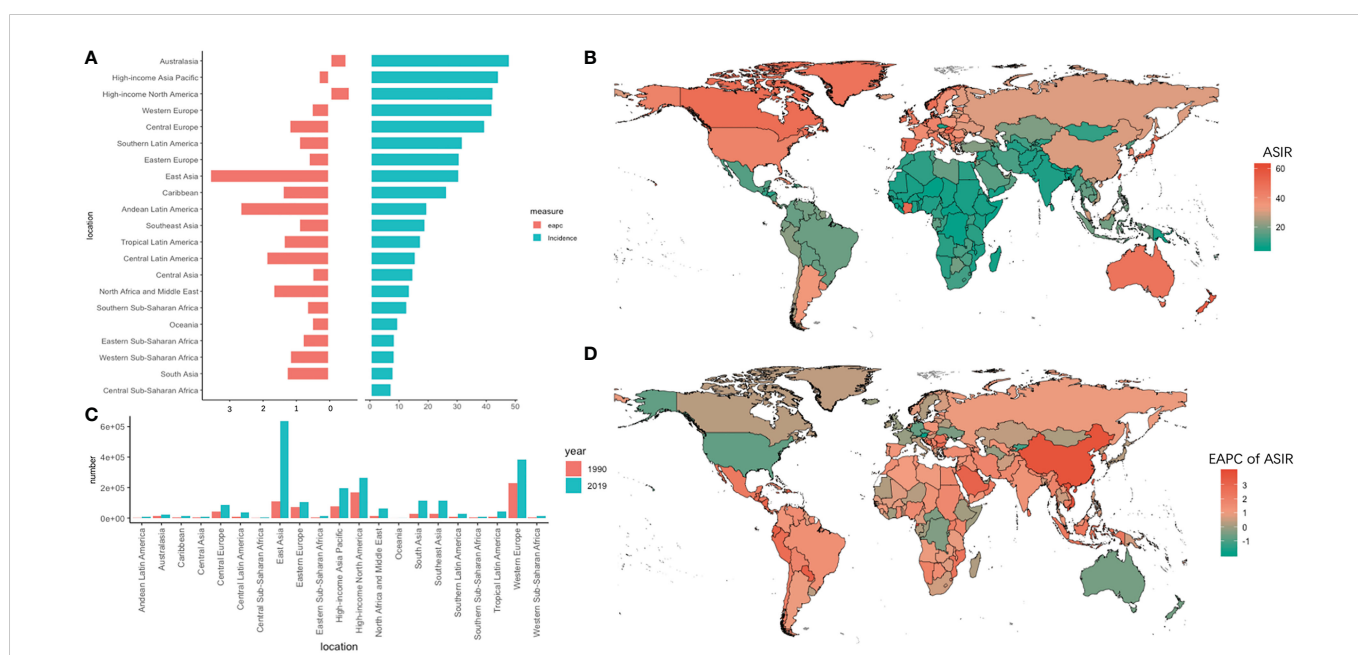 A
Australasia
High-income Asia Pacific
High-income North America
Western Europe
Central Europe
Southern Latin America
Eastern Europe
East Asia
Caribbean
Andean Latin America
Southeast Asia
Tropical Latin America
Central Latin America
Central Asia
North Africa and Middle East
Southern Sub-Saharan Africa
Oceania
Eastern Sub-Saharan Africa
Western Sub-Saharan Africa
South Asia
Central Sub-Saharan Africa
location
3 2 1 0
0 10 20 30 40 50
measure
eapc
Incidence
B
ASIR
60
40
20
C
6e+05
4e+05
2e+05
0e+00
number
year
1990
2019
Andean Latin America
Australasia
Caribbean
Central Asia
Central Europe
Central Latin America
Central Sub-Saharan Africa
East Asia
Eastern Europe
Eastern Sub-Saharan Africa
High-income Asia Pacific
High-income North America
North Africa and Middle East
Oceania
South Asia
Southeast Asia
Southern Latin America
Southern Sub-Saharan Africa
Tropical Latin America
Western Europe
Western Sub-Saharan Africa
location
D
EAPC of ASIR
3
2
1
0
-1